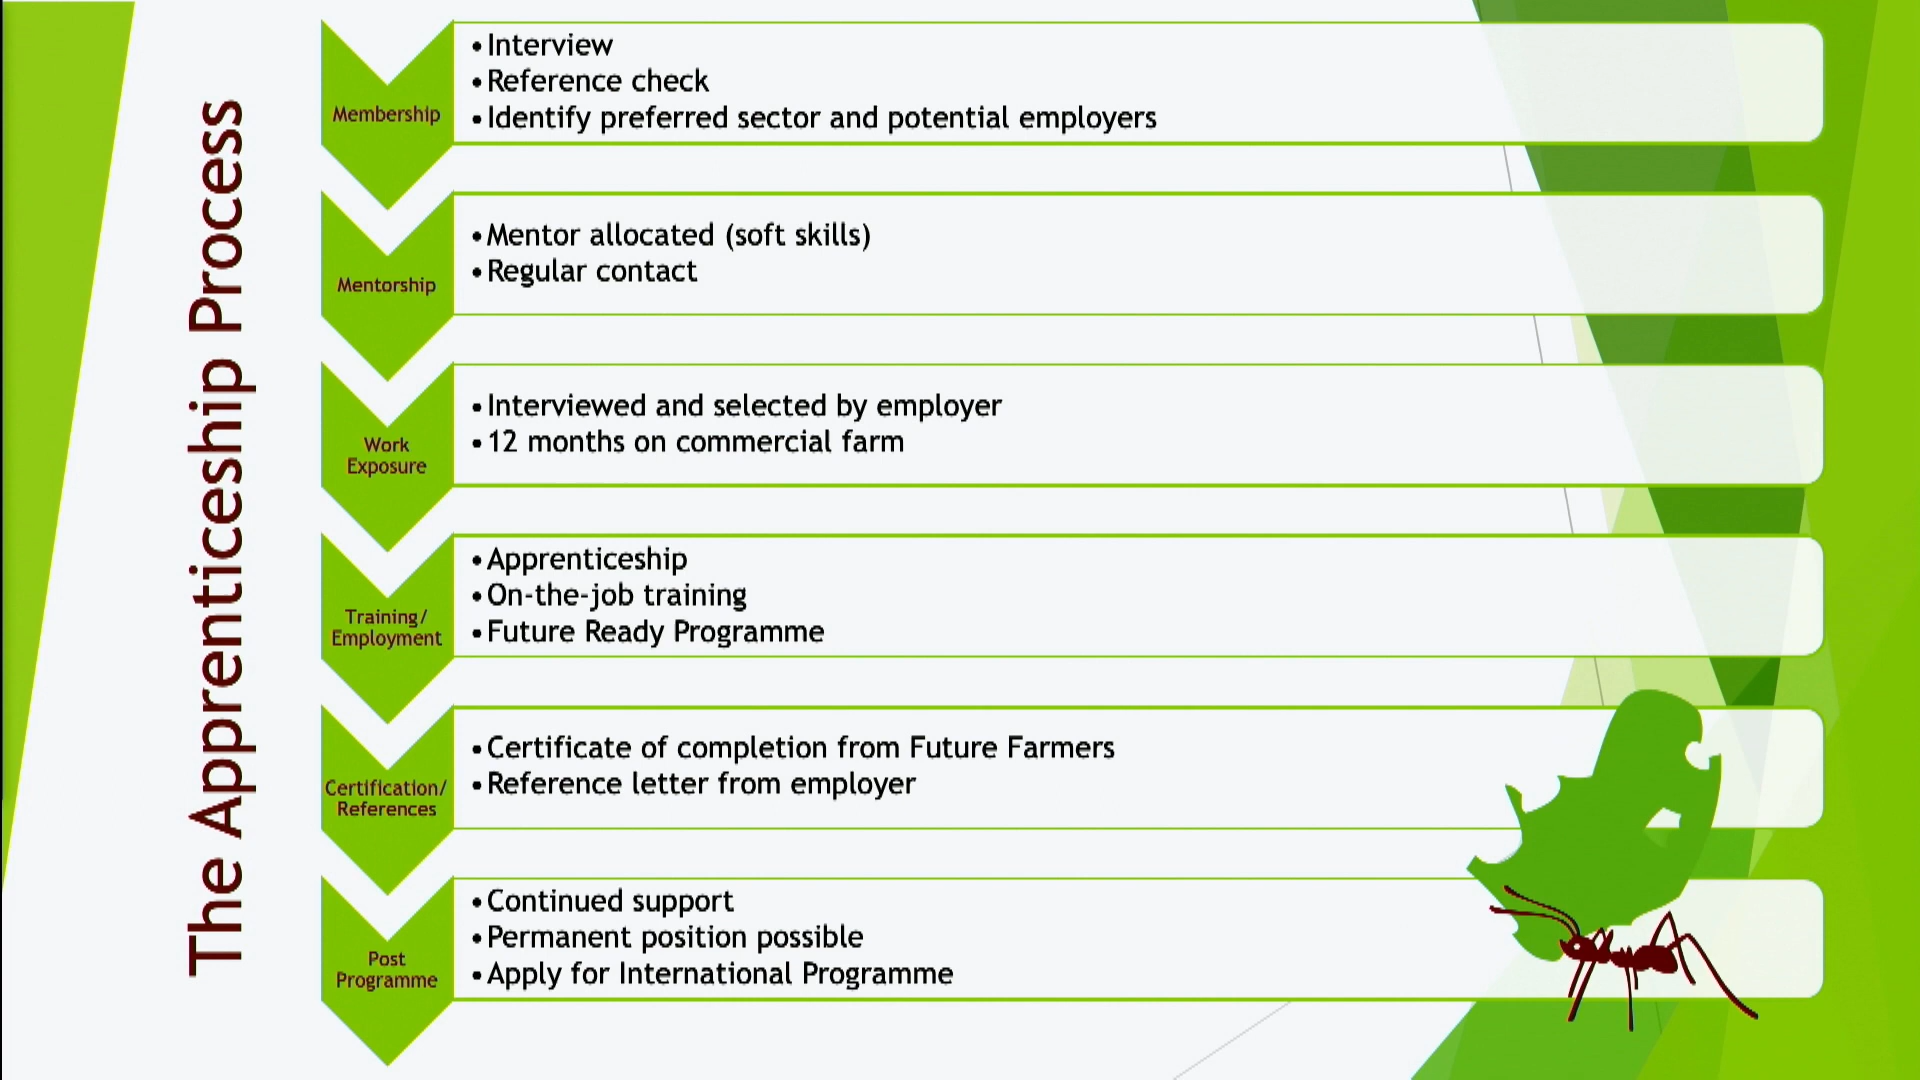 The Apprenticeship Process
Membership
•Interview
•Reference check
•Identify preferred sector and potential employers
Mentorship
•Mentor allocated (soft skills)
•Regular contact
Work
Exposure
•Interviewed and selected by employer
•12 months on commercial farm
Training/
Employment
•Apprenticeship
•On-the-job training
•Future Ready Programme
Certification/
References
•Certificate of completion from Future Farmers
•Reference letter from employer
Post
Programme
•Continued support
•Permanent position possible
•Apply for International Programme